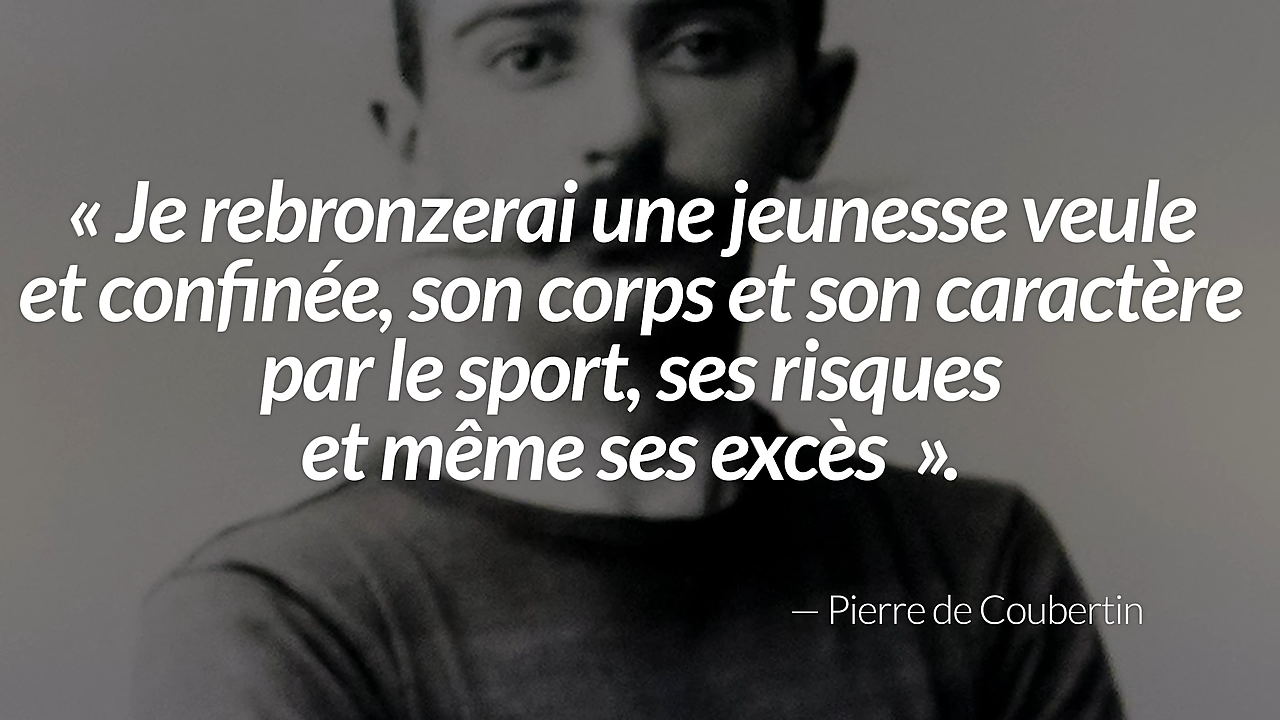 « Je rebronzerai une jeunesse veule
et confinée, son corps et son caractère
par le sport, ses risques
et même ses excès  ».
— Pierre de Coubertin